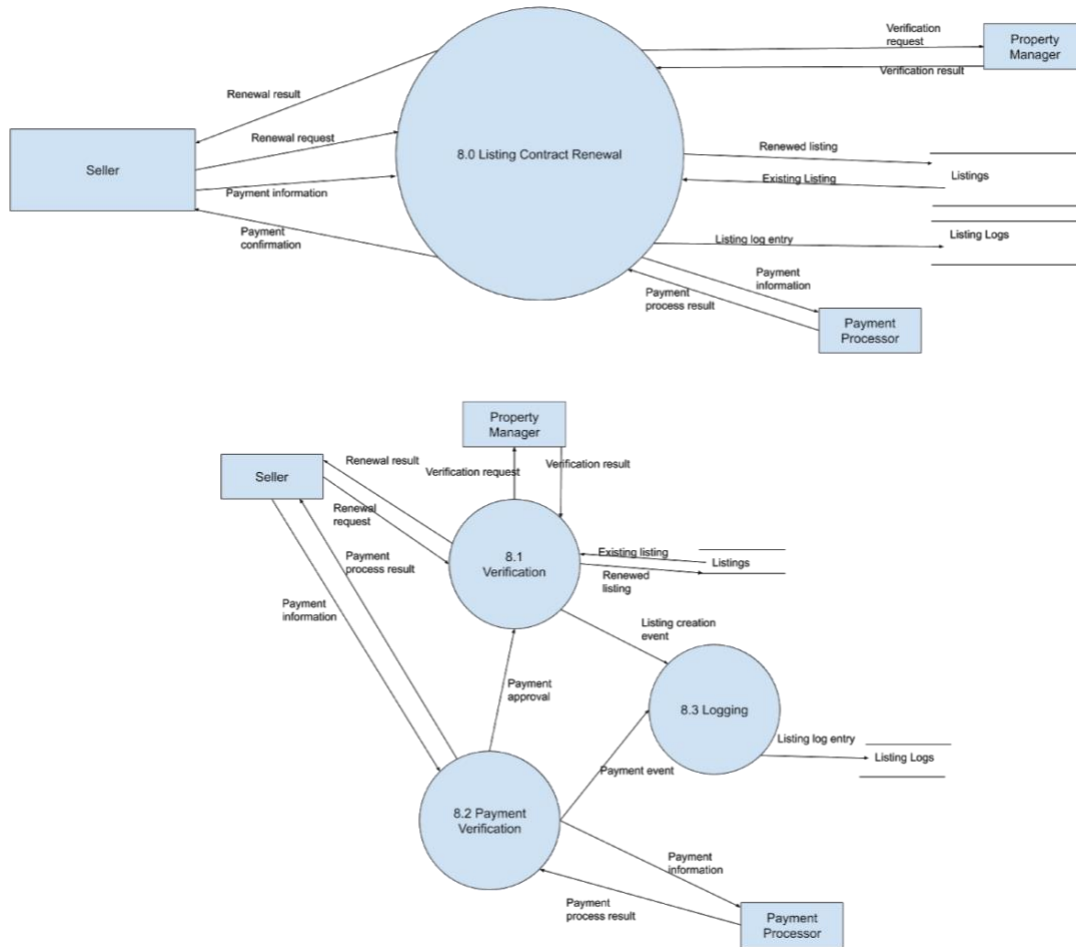 Verification
request
Property
Manager
Verification result
Renewal result
Renewal request
Seller
8.0 Listing Contract Renewal
Renewed listing
Existing Listing
Listings
Payment information
Payment
confirmation
Listing log entry
Listing Logs
Payment
information
Payment
process result
Payment
Processor
Property
Manager
Renewal result
Verification request
Verification result
Seller
Renewal
request
8.1
Verification
Existing listing
Renewed
listing
Listings
Payment
process result
Payment
information
Listing creation
event
Payment
approval
8.3 Logging
Listing log entry
Listing Logs
Payment event
8.2 Payment
Verification
Payment
information
Payment
process result
Payment
Processor